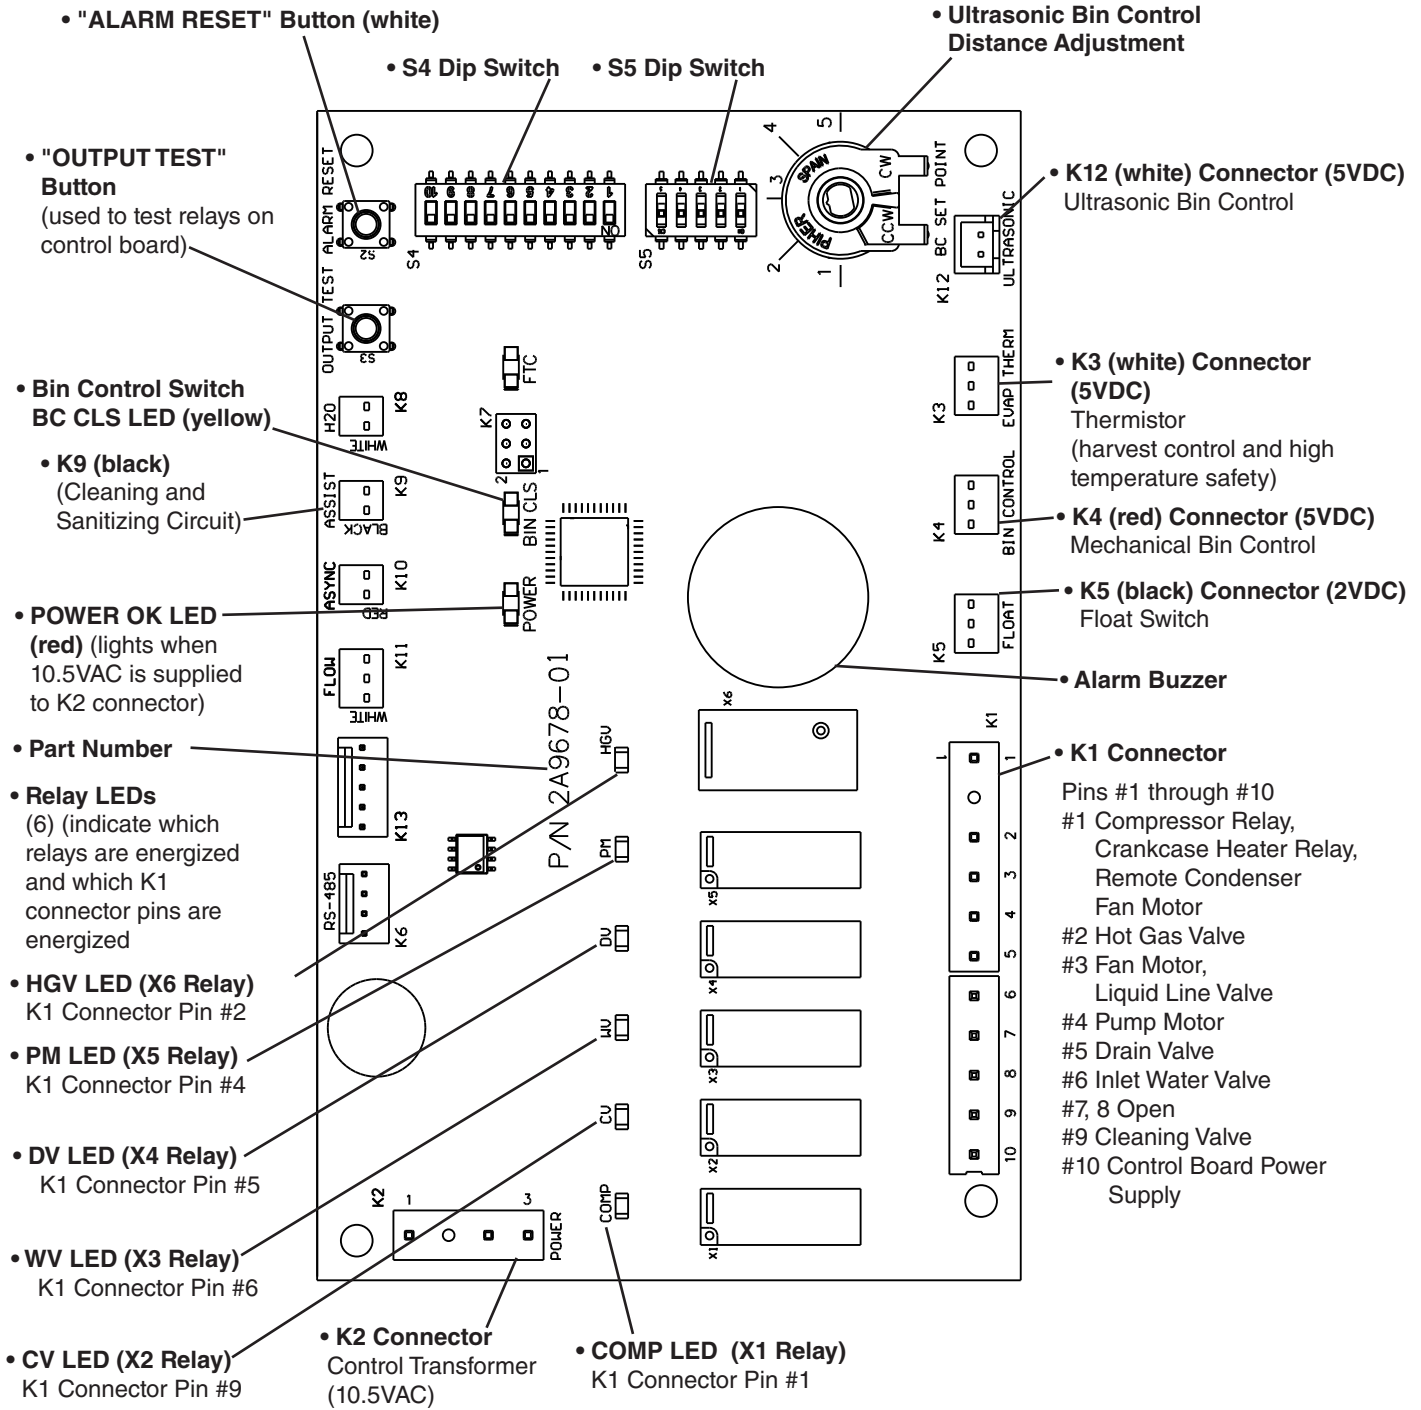 • "ALARM RESET" Button (white)
• Ultrasonic Bin Control
Distance Adjustment
• S4 Dip Switch
• S5 Dip Switch
• "OUTPUT TEST"
Button
(used to test relays on
control board)
• Bin Control Switch
BC CLS LED (yellow)
• K9 (black)
(Cleaning and
Sanitizing Circuit)
• POWER OK LED
(red) (lights when
10.5VAC is supplied
to K2 connector)
• Part Number
• Relay LEDs
(6) (indicate which
relays are energized
and which K1
connector pins are
energized
• HGV LED (X6 Relay)
K1 Connector Pin #2
• PM LED (X5 Relay)
K1 Connector Pin #4
• DV LED (X4 Relay)
K1 Connector Pin #5
• WV LED (X3 Relay)
K1 Connector Pin #6
• CV LED (X2 Relay)
K1 Connector Pin #9
ALARM RESET
S2
OUTPUT TEST
S3
10 9 8 7 6 5 4 3 2 1
ON
S4
S5
1
2
3
4
5
SPAIN
PIHER
CW
CCW
BC SET POINT
ULTRASONIC
K12
FTC
K7
1
2
BIN CLS
POWER
H20
K8
WHITE
ASSIST
K9
BLACK
ASYNC
K10
RED
FLOW
K11
WHITE
K13
RS-485
K6
P/N 2A9678-01
EVAP THERM
K3
BIN CONTROL
K4
FLOAT
K5
HGV
PM
DV
WV
CV
COMP
X6
X5
X4
X3
X2
X1
K1
1
1
2
3
4
5
6
7
8
9
10
K2
1
3
POWER
• K12 (white) Connector (5VDC)
Ultrasonic Bin Control
• K3 (white) Connector
(5VDC)
Thermistor
(harvest control and high
temperature safety)
• K4 (red) Connector (5VDC)
Mechanical Bin Control
• K5 (black) Connector (2VDC)
Float Switch
• Alarm Buzzer
• K1 Connector
Pins #1 through #10
#1 Compressor Relay,
Crankcase Heater Relay,
Remote Condenser
Fan Motor
#2 Hot Gas Valve
#3 Fan Motor,
Liquid Line Valve
#4 Pump Motor
#5 Drain Valve
#6 Inlet Water Valve
#7, 8 Open
#9 Cleaning Valve
#10 Control Board Power
Supply
• K2 Connector
Control Transformer
(10.5VAC)
• COMP LED (X1 Relay)
K1 Connector Pin #1